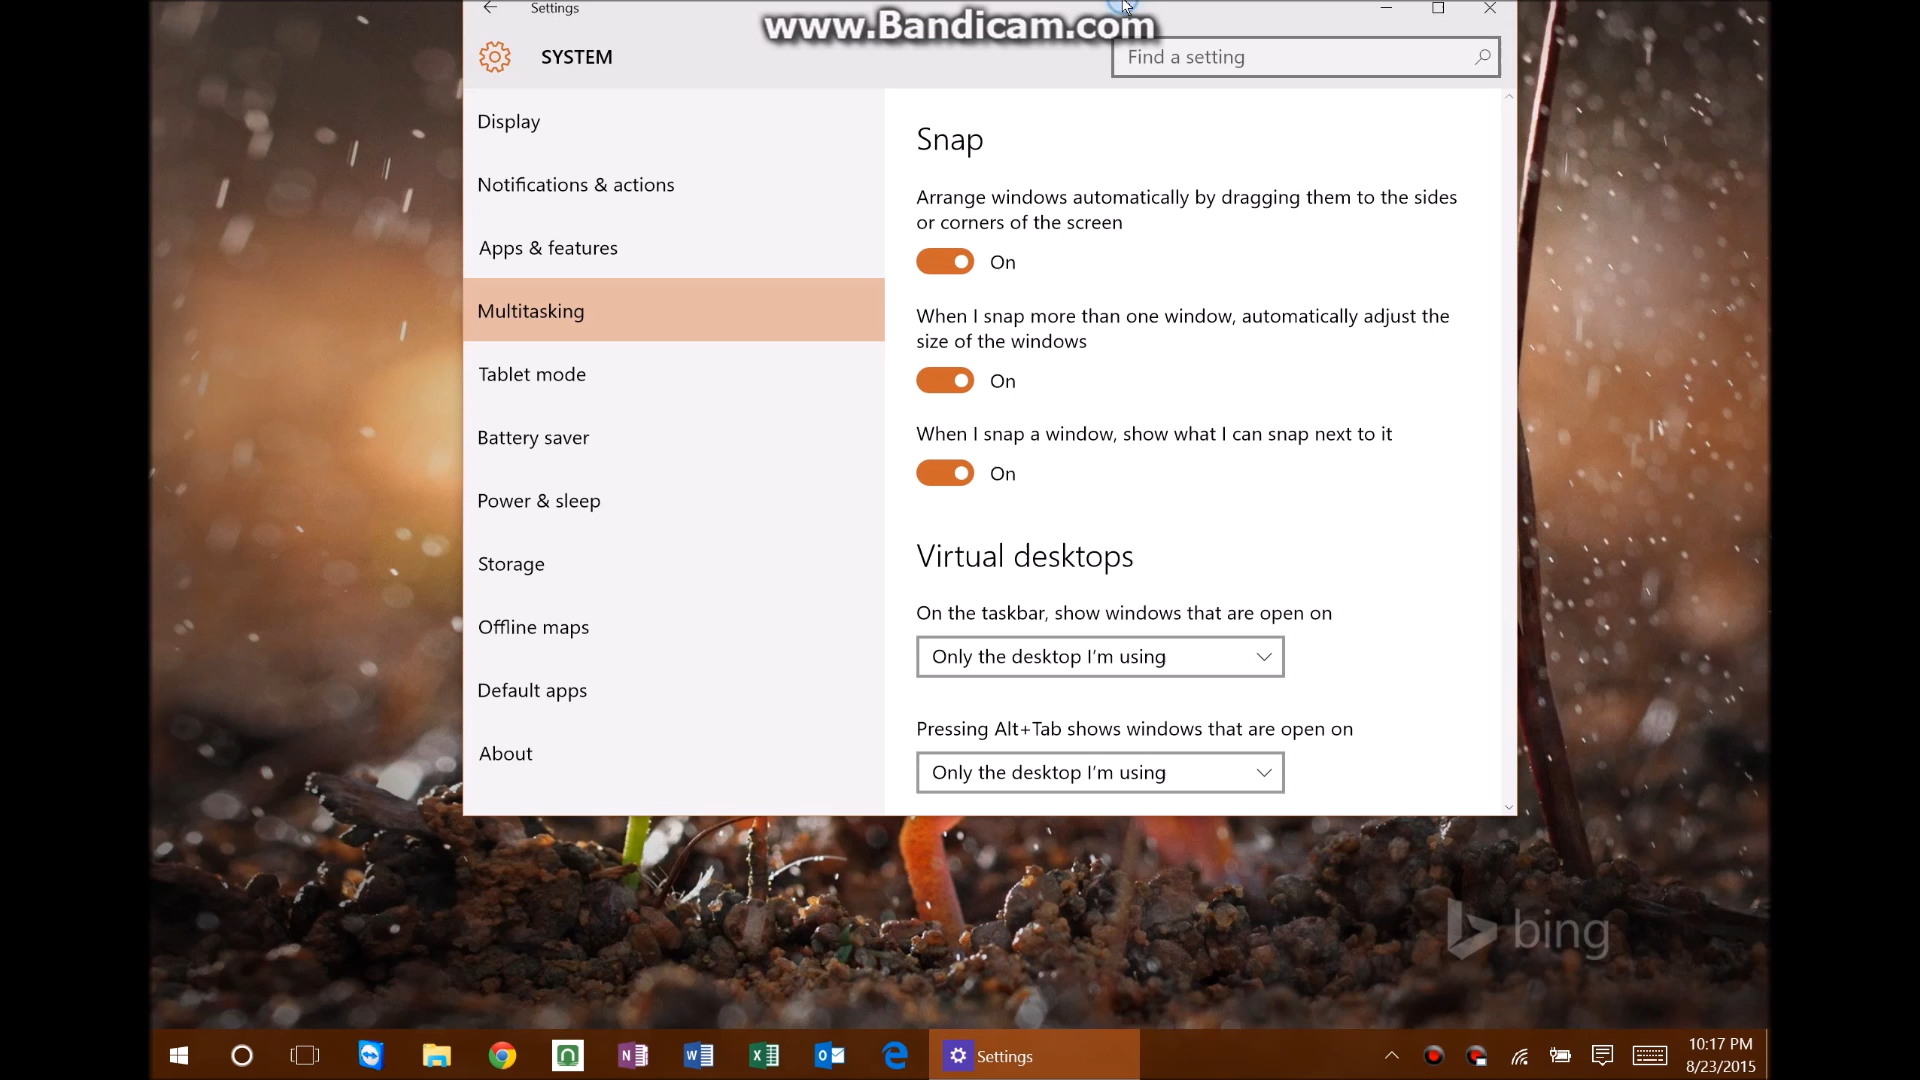 Settings
www.Bandicam.com
SYSTEM
Find a setting
Display
Notifications & actions
Apps & features
Multitasking
Tablet mode
Battery saver
Power & sleep
Storage
Offline maps
Default apps
About
Snap
Arrange windows automatically by dragging them to the sides
or corners of the screen
On
When I snap more than one window, automatically adjust the
size of the windows
On
When I snap a window, show what I can snap next to it
On
Virtual desktops
On the taskbar, show windows that are open on
Only the desktop I'm using
Pressing Alt+Tab shows windows that are open on
Only the desktop I'm using
bing
N
W
X
O
Settings
10:17 PM
8/23/2015